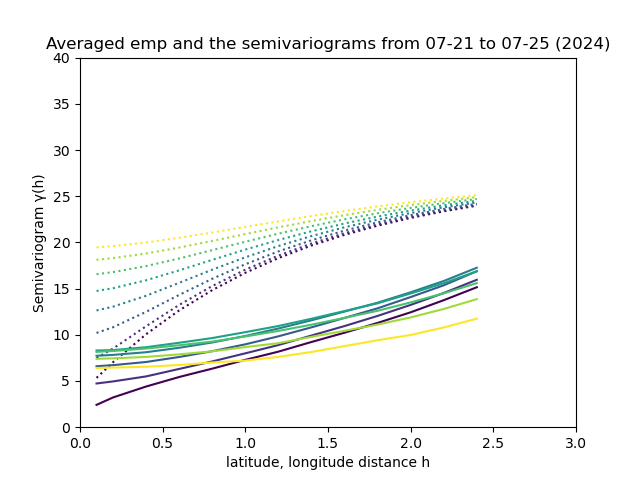 Averaged emp and the semivariograms from 07-21 to 07-25 (2024)
40
35
30
25
20
15
10
5
0
Semivariogram γ(h)
0.0 0.5 1.0 1.5 2.0 2.5 3.0
latitude, longitude distance h